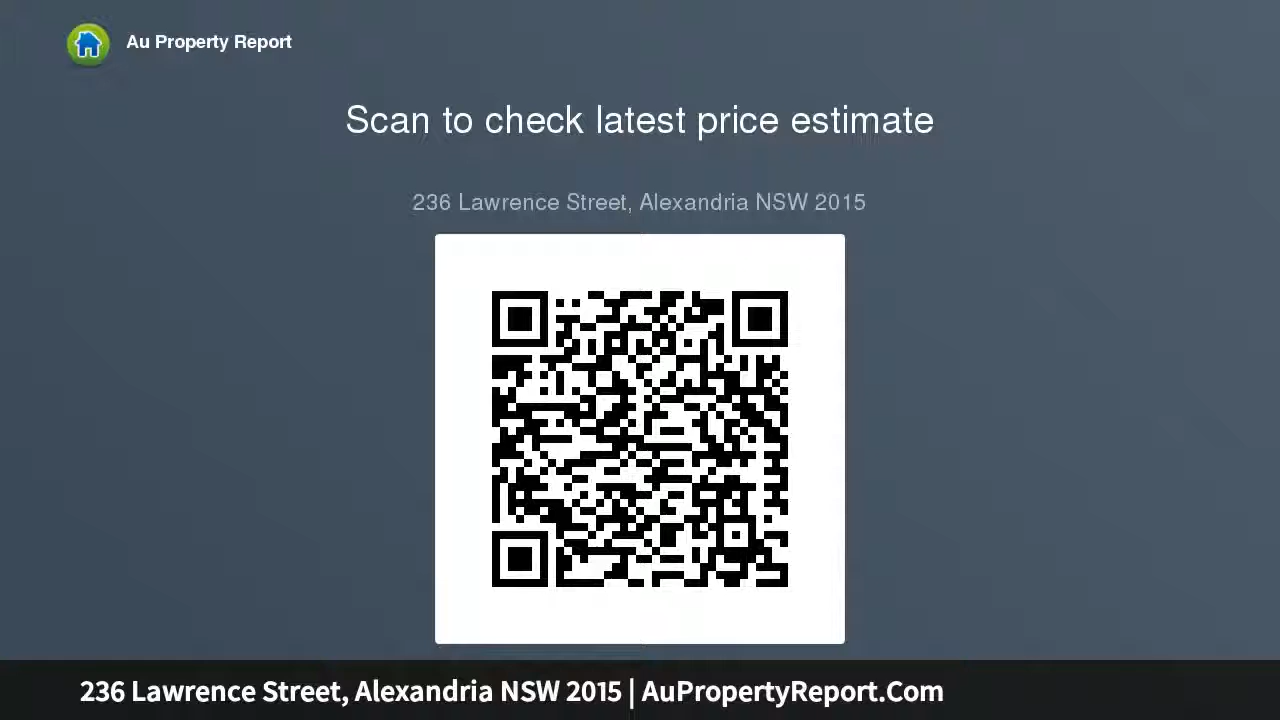 Au Property Report
Scan to check latest price estimate
236 Lawrence Street, Alexandria NSW 2015
236 Lawrence Street, Alexandria NSW 2015 | AuPropertyReport.Com